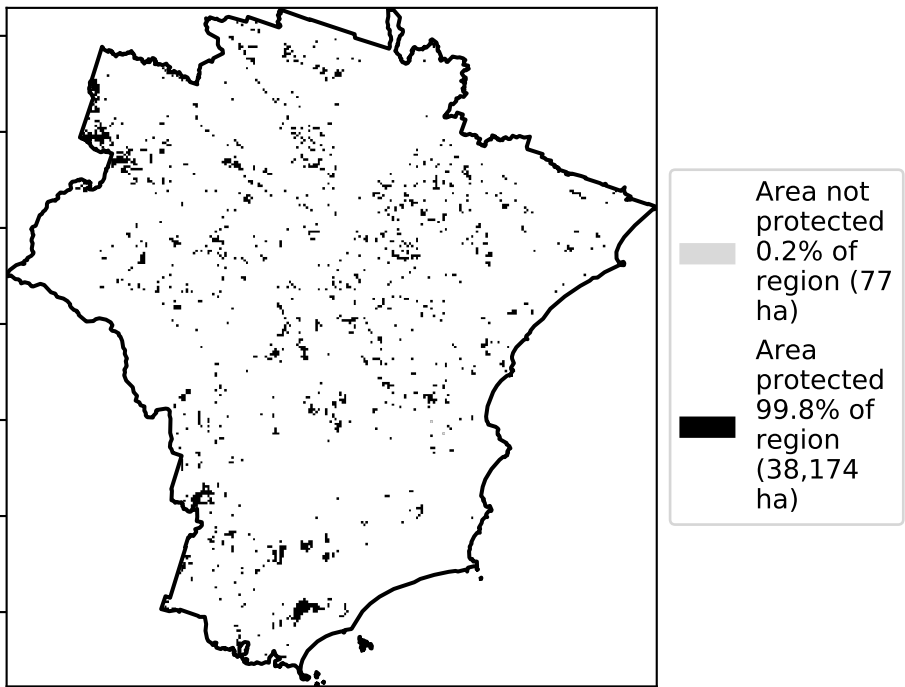 Area not
protected
0.2% of
region (77
ha)
Area
protected
99.8% of
region
(38,174
ha)